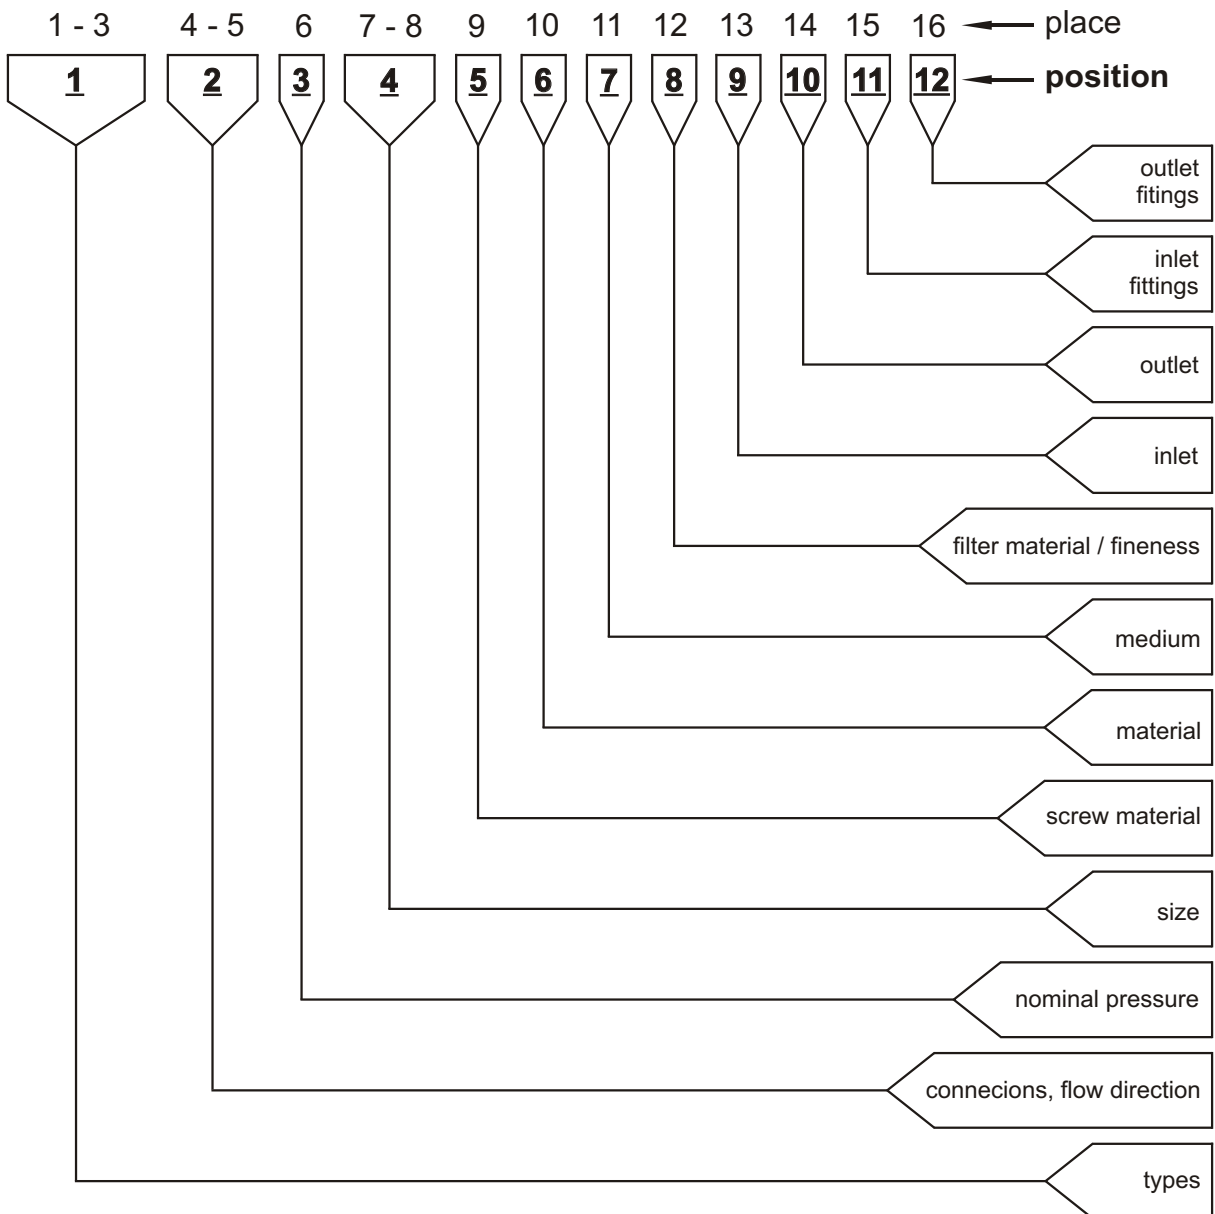 1 - 3 4 - 5 6 7 - 8 9 10 11 12 13 14 15 16 place
1 2 3 4 5 6 7 8 9 10 11 12 position
outlet
fitings
inlet
fittings
outlet
inlet
filter material / fineness
medium
material
screw material
size
nominal pressure
connecions, flow direction
types